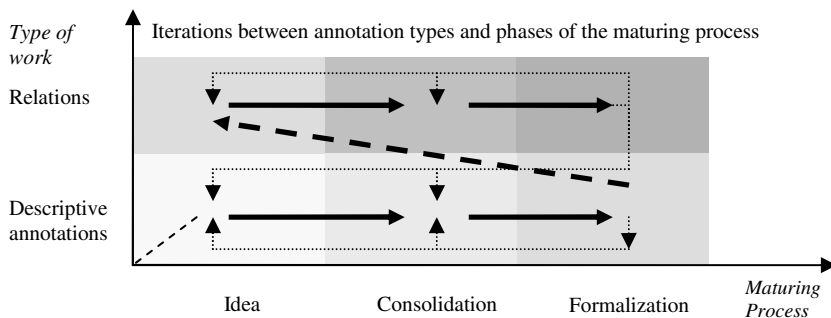 Type of
work
Iterations between annotation types and phases of the maturing process
Relations
Descriptive
annotations
Idea
Consolidation
Formalization
Maturing
Process